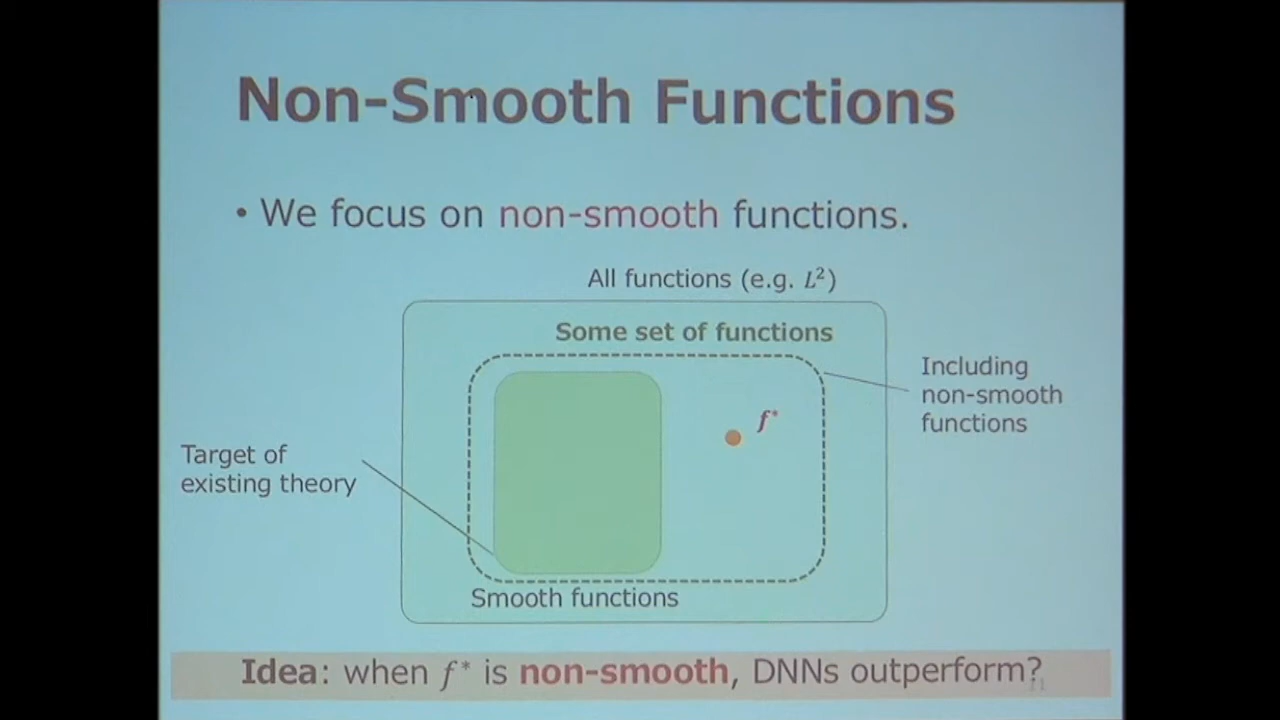 Non-Smooth Functions
• We focus on non-smooth functions.
All functions (e.g. L²)
Some set of functions
Including
non-smooth
functions
f*
Target of
existing theory
Smooth functions
Idea: when f* is non-smooth, DNNs outperform?
11